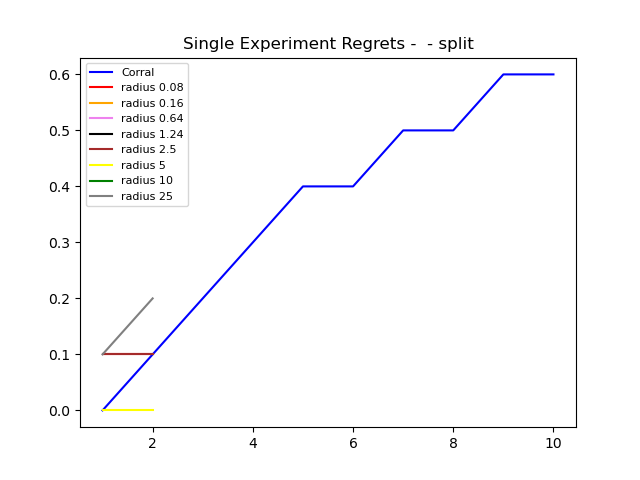 Single Experiment Regrets -  - split
0.6
0.5
0.4
0.3
0.2
0.1
0.0
Corral
radius 0.08
radius 0.16
radius 0.64
radius 1.24
radius 2.5
radius 5
radius 10
radius 25
2 4 6 8 10